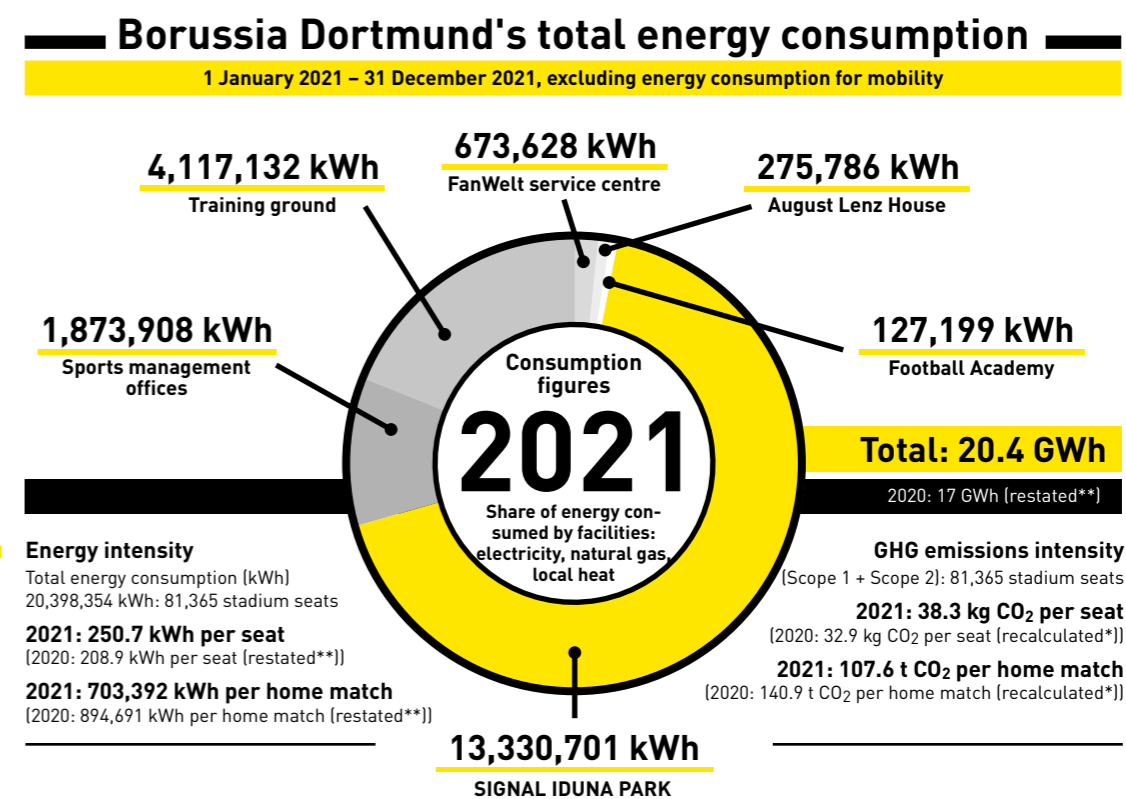 Borussia Dortmund's total energy consumption
1 January 2021 – 31 December 2021, excluding energy consumption for mobility
673,628 kWh
FanWelt service centre
4,117,132 kWh
Training ground
275,786 kWh
August Lenz House
1,873,908 kWh
Sports management
offices
127,199 kWh
Football Academy
Consumption
figures
2021
Share of energy con-
sumed by facilities:
electricity, natural gas,
local heat
Total: 20.4 GWh
2020: 17 GWh (restated**)
Energy intensity
Total energy consumption (kWh)
20,398,354 kWh: 81,365 stadium seats
2021: 250.7 kWh per seat
(2020: 208.9 kWh per seat (restated**))
2021: 703,392 kWh per home match
(2020: 894,691 kWh per home match (restated**))
GHG emissions intensity
(Scope 1 + Scope 2): 81,365 stadium seats
2021: 38.3 kg CO2 per seat
(2020: 32.9 kg CO2 per seat (recalculated*))
2021: 107.6 t CO2 per home match
(2020: 140.9 t CO2 per home match (recalculated*))
13,330,701 kWh
SIGNAL IDUNA PARK